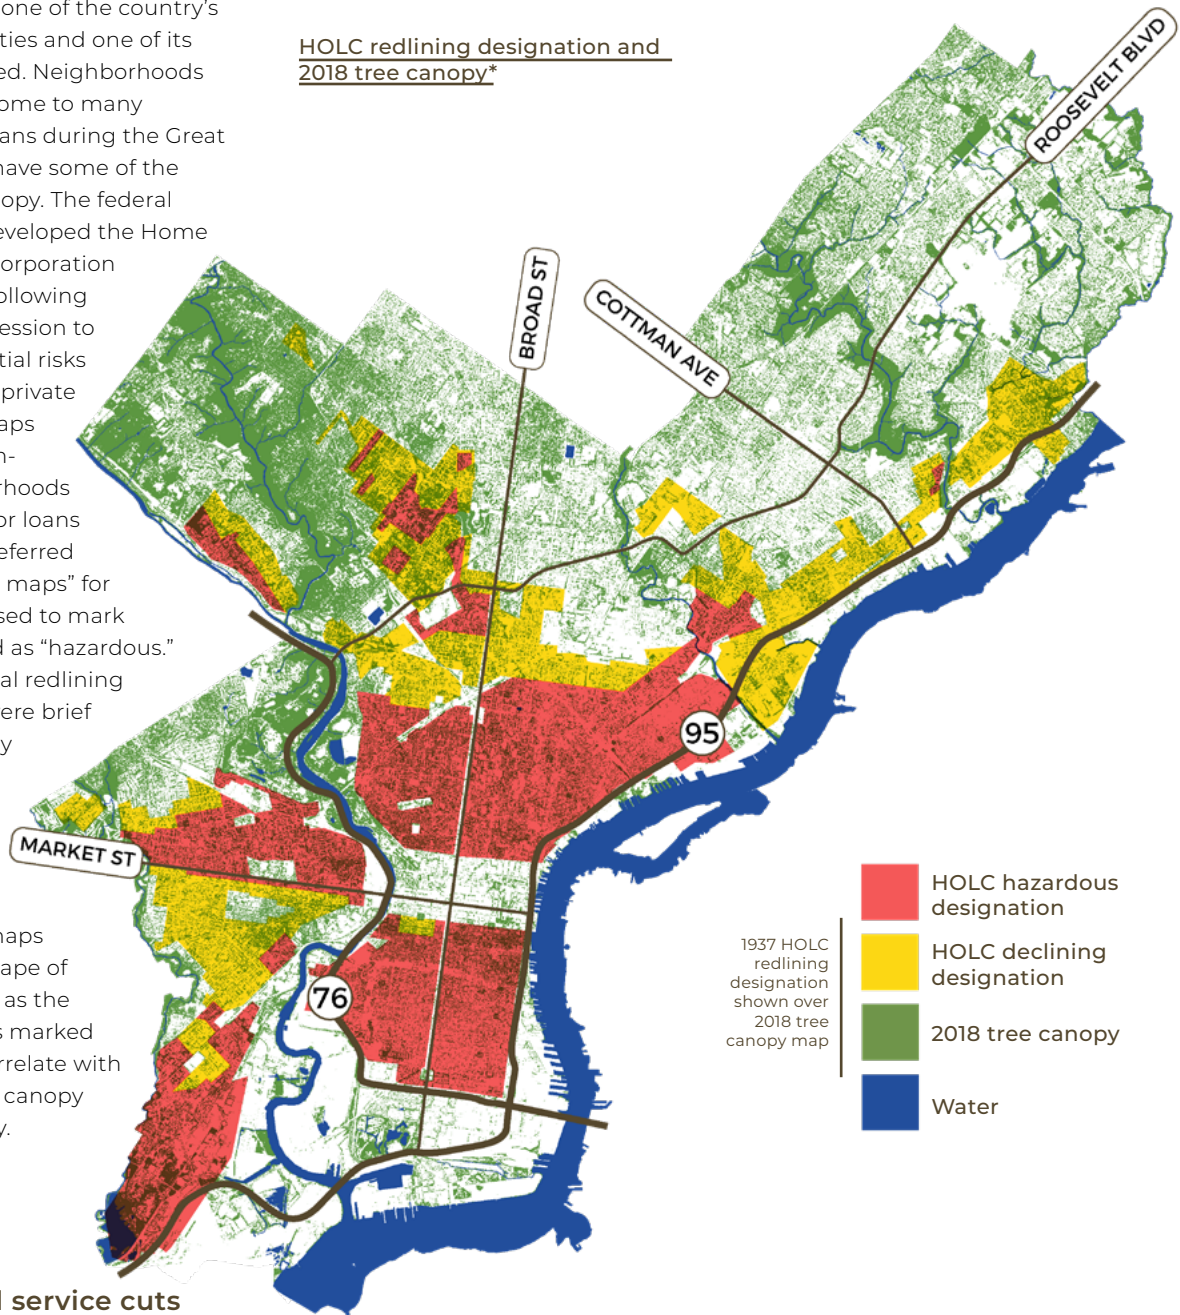 one of the country's
ties and one of its
ed. Neighborhoods
ome to many
ans during the Great
have some of the
opy. The federal
eveloped the Home
orporation
ollowing
ession to
tial risks
private
aps
n-
rhoods
or loans
eferred
maps” for
sed to mark
d as “hazardous.”
al redlining
ere brief
y
maps
ape of
as the
s marked
rrelate with
canopy
y.
l service cuts
HOLC redlining designation and
2018 tree canopy*
ROOSEVELT BLVD
BROAD ST
COTTMAN AVE
95
MARKET ST
76
1937 HOLC
redlining
designation
shown over
2018 tree
canopy map
HOLC hazardous
designation
HOLC declining
designation
2018 tree canopy
Water